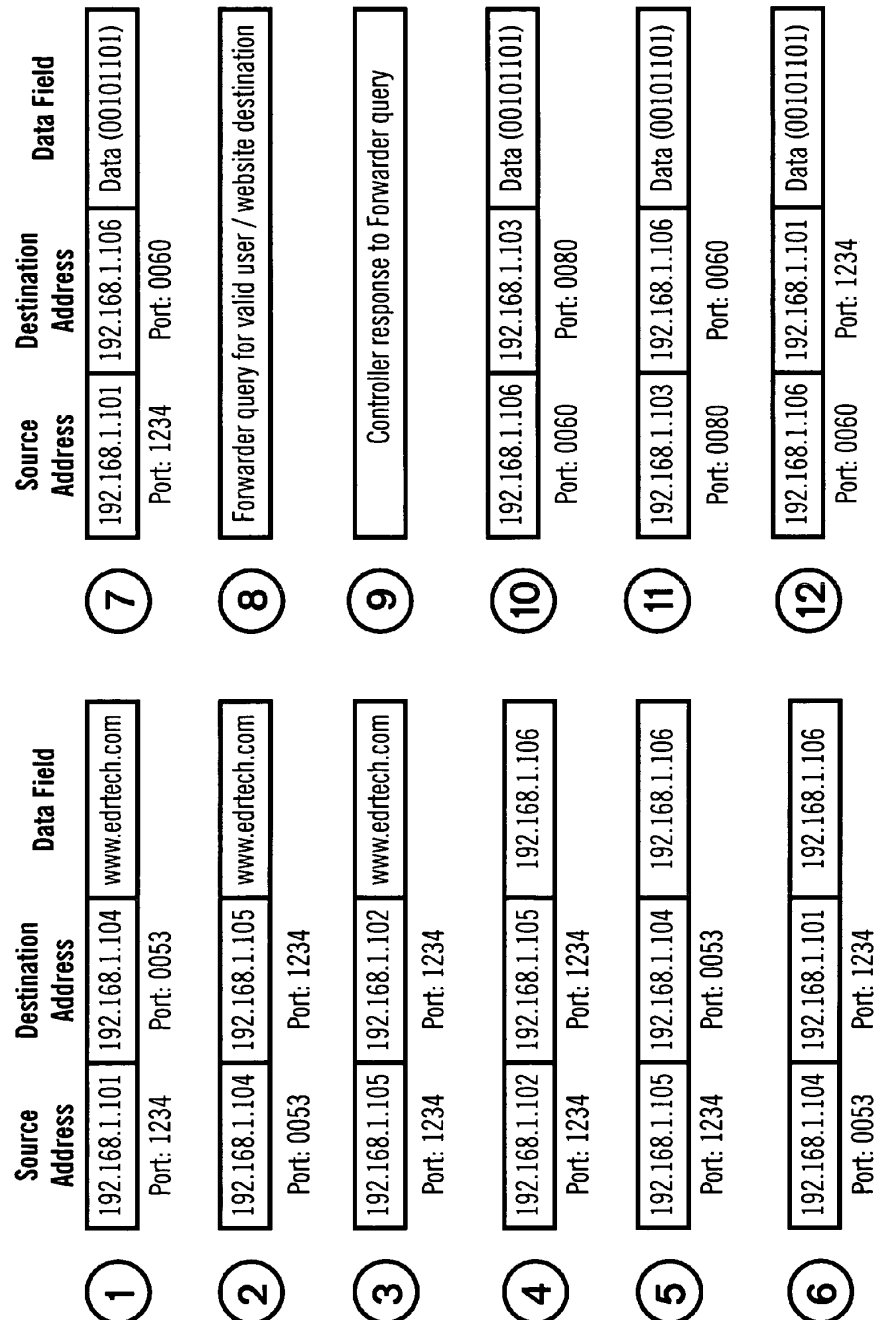 Source Address
Destination Address
Data Field
1
192.168.1.101 192.168.1.104 www.edrtech.com
Port: 1234 Port: 0053
2
192.168.1.104 192.168.1.105 www.edrtech.com
Port: 0053 Port: 1234
3
192.168.1.105 192.168.1.102 www.edrtech.com
Port: 1234 Port: 1234
4
192.168.1.102 192.168.1.105 192.168.1.106
Port: 1234 Port: 1234
5
192.168.1.105 192.168.1.104 192.168.1.106
Port: 1234 Port: 0053
6
192.168.1.104 192.168.1.101 192.168.1.106
Port: 0053 Port: 1234
Source Address
Destination Address
Data Field
7
192.168.1.101 192.168.1.106 Data (00101101)
Port: 1234 Port: 0060
8
Forwarder query for valid user / website destination
9
Controller response to Forwarder query
10
192.168.1.106 192.168.1.103 Data (00101101)
Port: 0060 Port: 0080
11
192.168.1.103 192.168.1.106 Data (00101101)
Port: 0080 Port: 0060
12
192.168.1.106 192.168.1.101 Data (00101101)
Port: 0060 Port: 1234